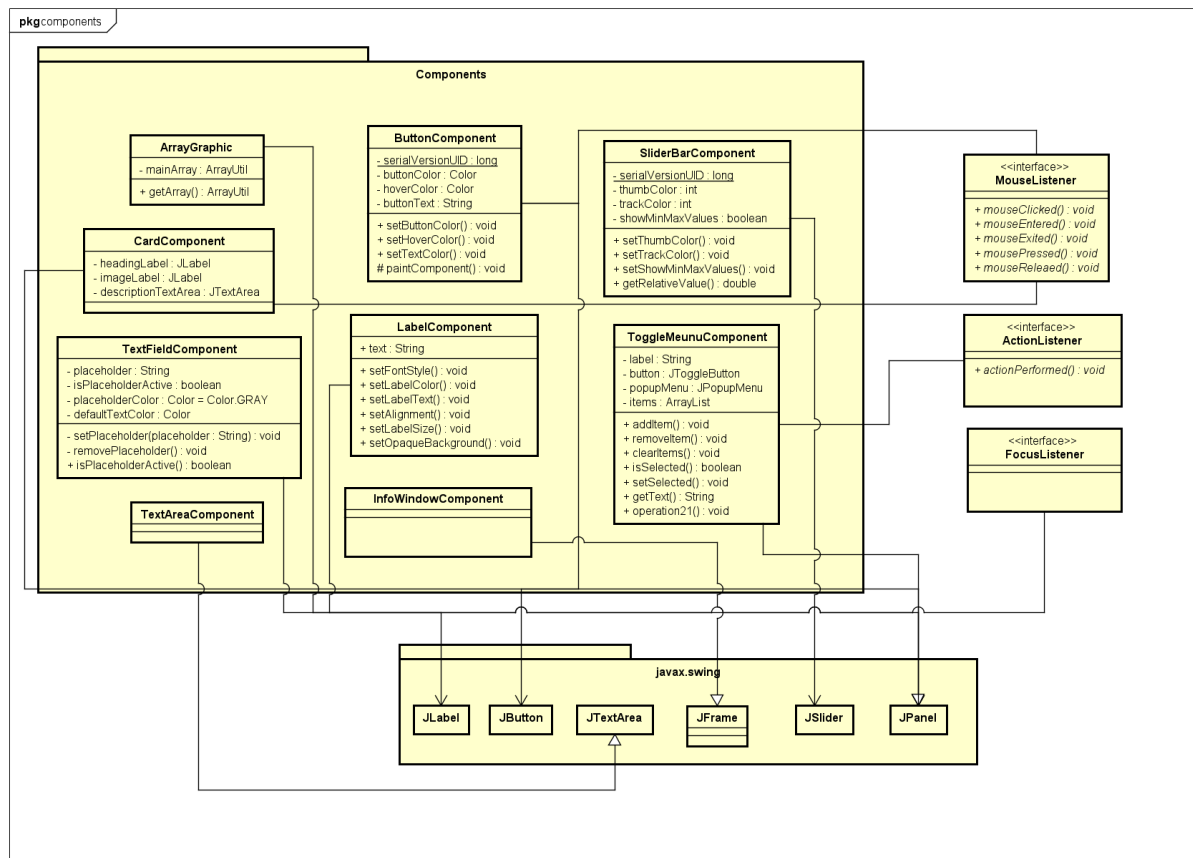 pkg components
Components
ArrayGraphic
- mainArray : ArrayUtil
+ getArray() : ArrayUtil
ButtonComponent
- serialVersionUID : long
- buttonColor : Color
- hoverColor : Color
- buttonText : String
+ setButtonColor() : void
+ setHoverColor() : void
+ setTextColor() : void
# paintComponent() : void
SliderBarComponent
- serialVersionUID : long
- thumbColor : int
- trackColor : int
- showMinMaxValues : boolean
+ setThumbColor() : void
+ setTrackColor() : void
+ setShowMinMaxValues() : void
+ getRelativeValue() : double
<<interface>>
MouseListener
+ mouseClicked() : void
+ mouseEntered() : void
+ mouseExited() : void
+ mousePressed() : void
+ mouseReleaed() : void
CardComponent
- headingLabel : JLabel
- imageLabel : JLabel
- descriptionTextArea : JTextArea
TextFieldComponent
- placeholder : String
- isPlaceholderActive : boolean
- placeholderColor : Color = Color.GRAY
- defaultTextColor : Color
- setPlaceholder(placeholder : String) : void
- removePlaceholder() : void
+ isPlaceholderActive() : boolean
LabelComponent
+ text : String
+ setFontStyle() : void
+ setLabelColor() : void
+ setLabelText() : void
+ setAlignment() : void
+ setLabelSize() : void
+ setOpaqueBackground() : void
ToggleMeunuComponent
- label : String
- button : JToggleButton
- popupMenu : JPopupMenu
- items : ArrayList
+ addItem() : void
+ removeItem() : void
+ clearItems() : void
+ isSelected() : boolean
+ setSelected() : void
+ getText() : String
+ operation21() : void
<<interface>>
ActionListener
+ actionPerformed() : void
<<interface>>
FocusListener
TextAreaComponent
InfoWindowComponent
javax.swing
JLabel
JButton
JTextArea
JFrame
JSlider
JPanel